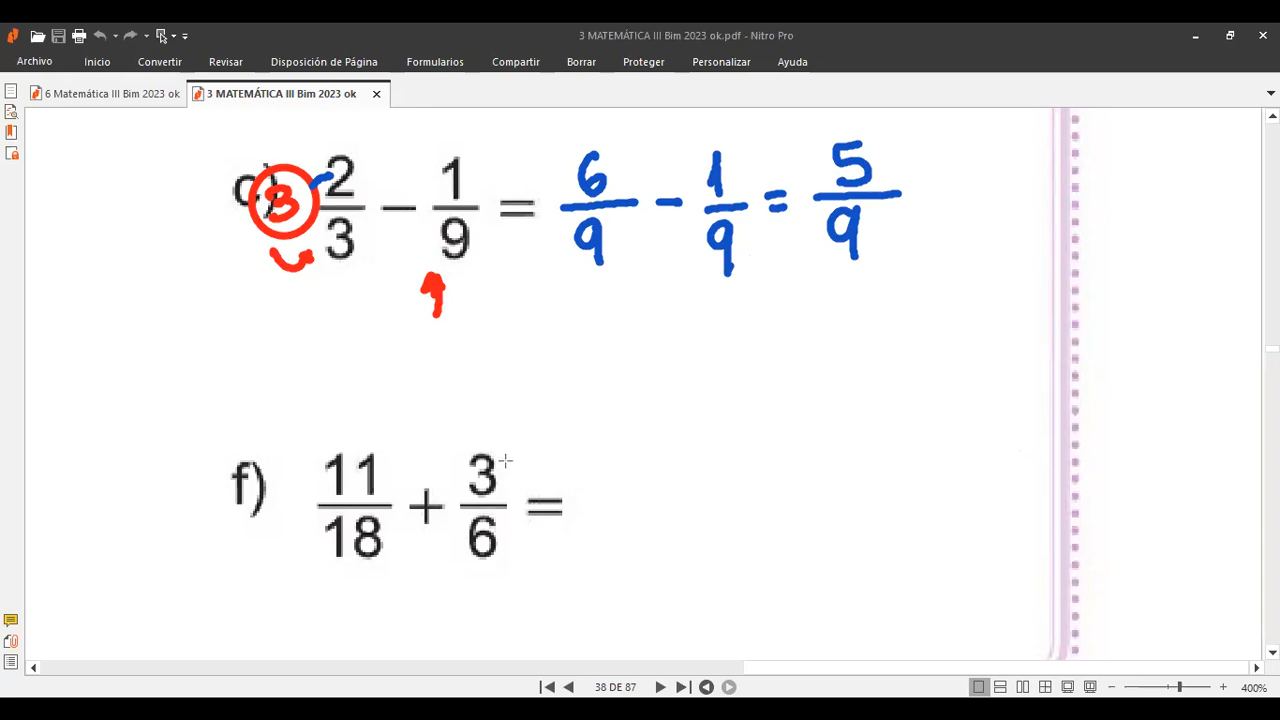 3 MATEMÁTICA III Bim 2023 ok.pdf - Nitro Pro
Archivo Inicio Convertir Revisar Disposición de Página Formularios Compartir Borrar Proteger Personalizar Ayuda
6 Matemática III Bim 2023 ok 3 MATEMÁTICA III Bim 2023 ok
c) 3 2/3 - 1/9 = 6/9 - 1/9 = 5/9
f) 11/18 + 3/6 =
38 DE 87
400%